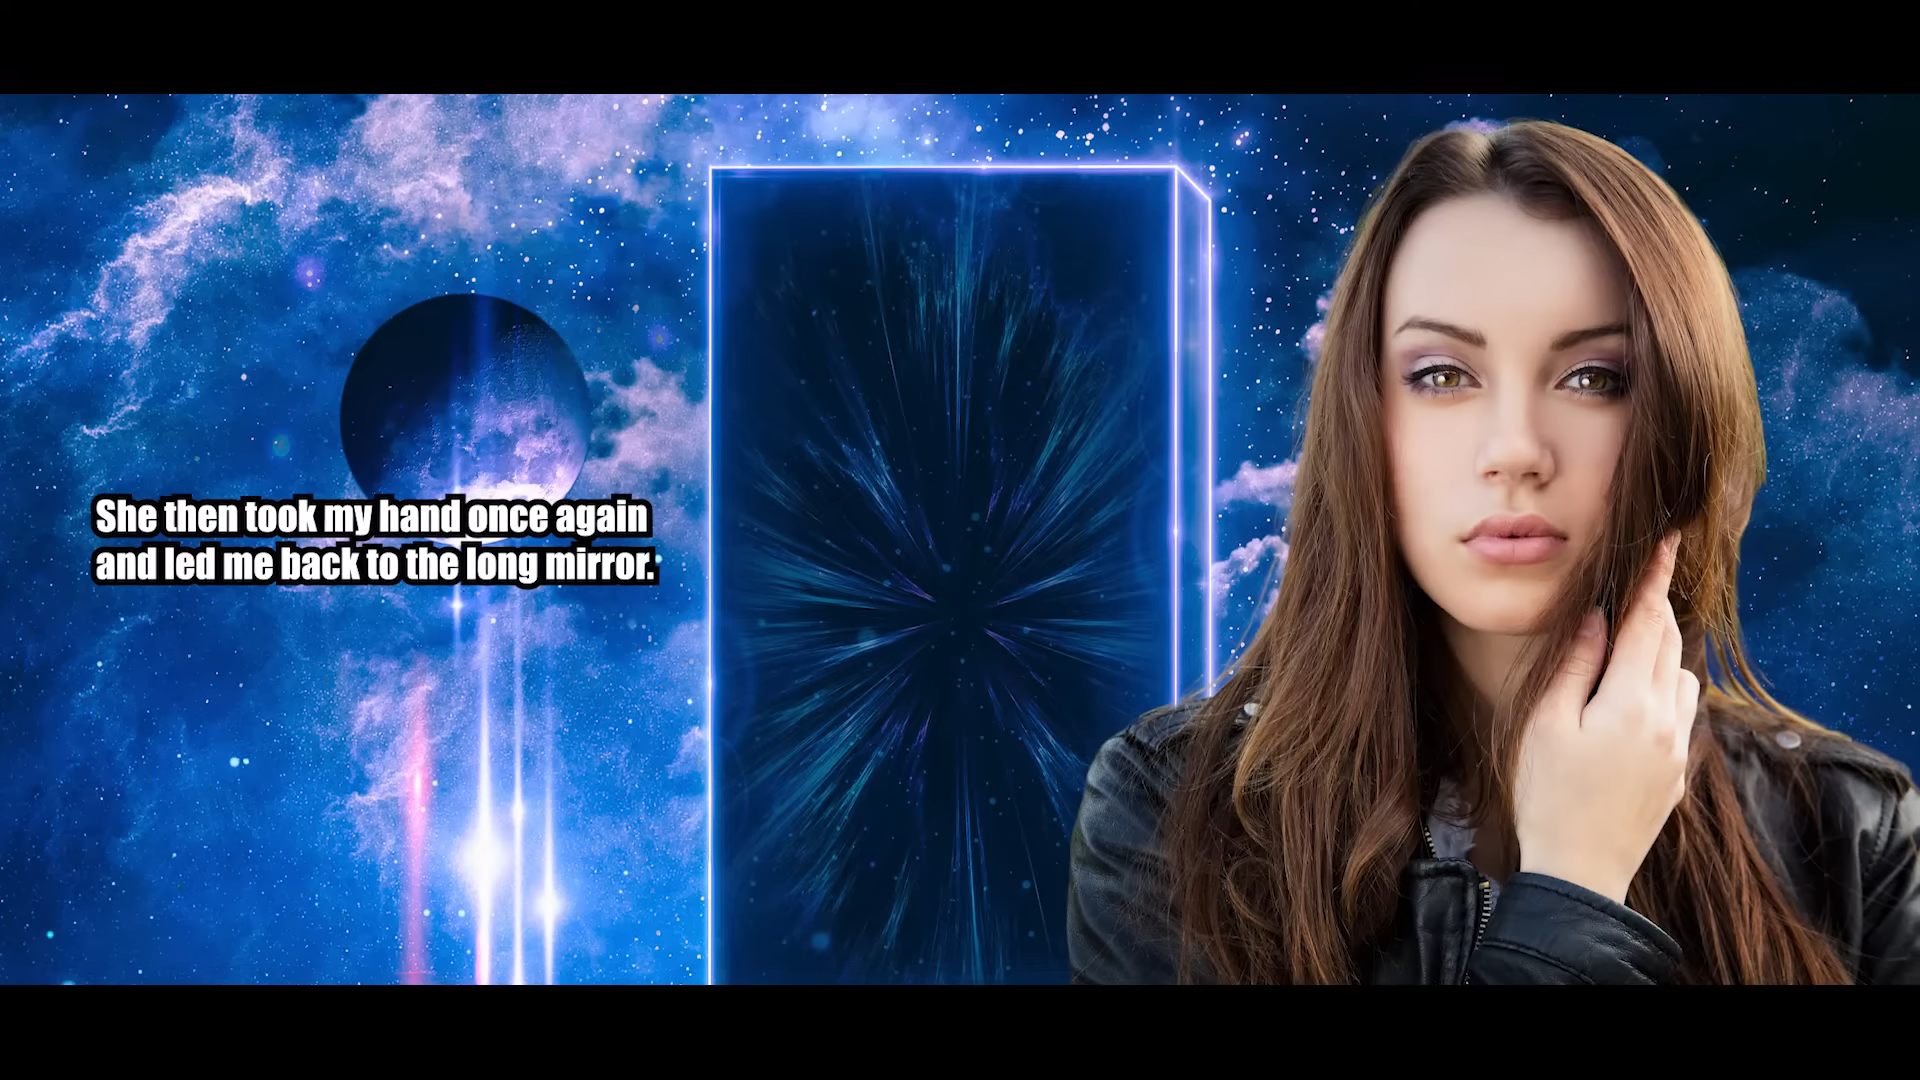 She then took my hand once again
and led me back to the long mirror.